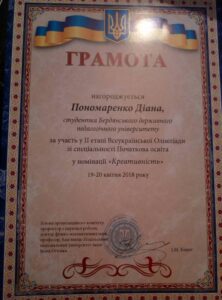 ГРАМОТА
нагороджується
Пономаренко Діана,
студентка Бердянського державного
педагогічного університету
за участь у ІІ етапі Всеукраїнської Олімпіади
зі спеціальності Початкова освіта
у номінації «Креативність»
19-20 квітня 2018 року